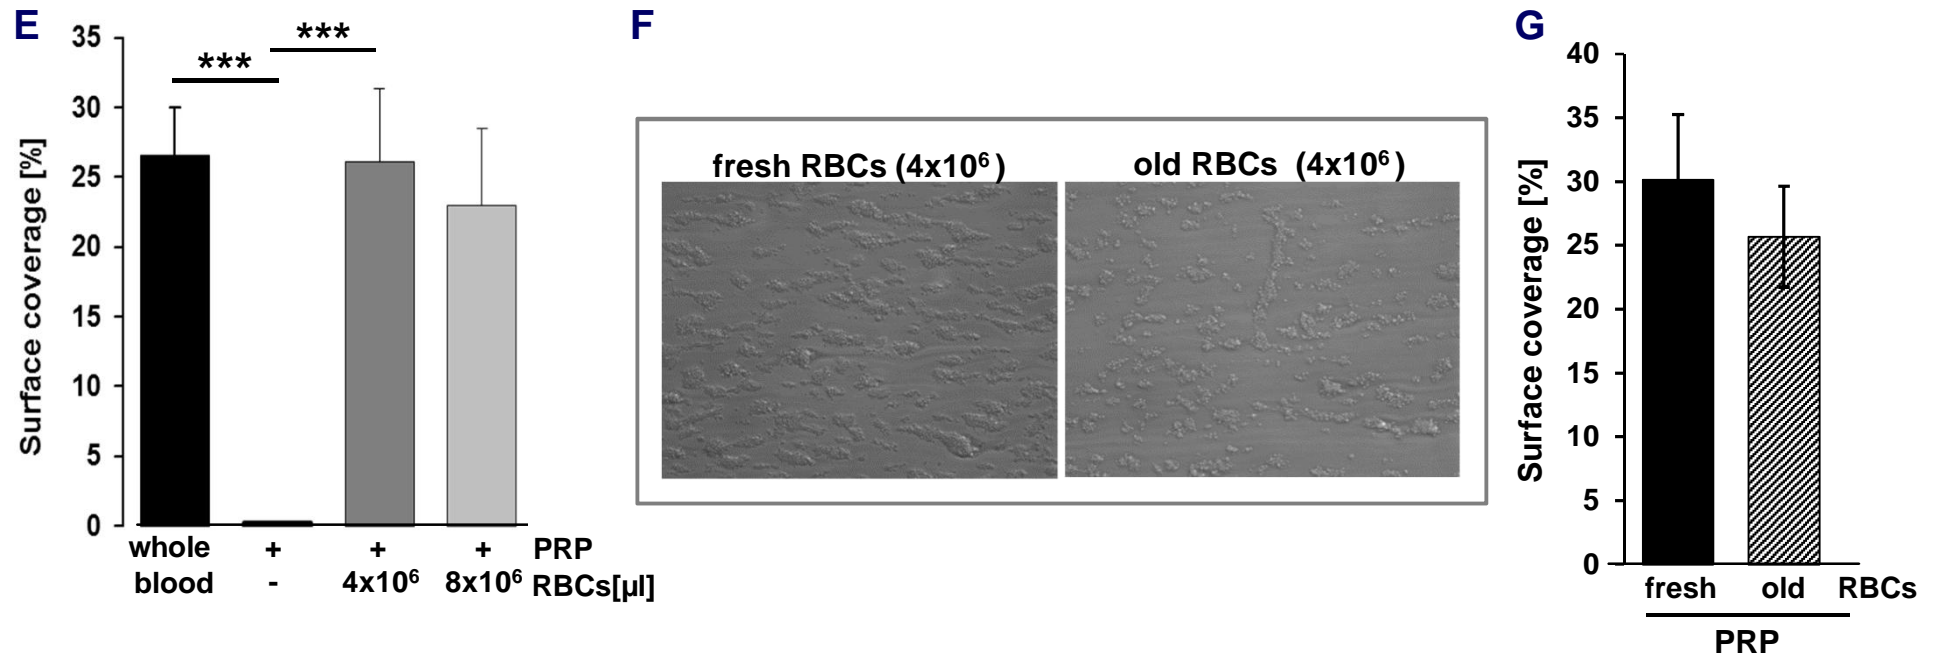 E
35
30
25
20
15
10
5
0
Surface coverage [%]
***
***
whole + + + PRP
blood - 4x10⁶ 8x10⁶ RBCs[µl]
F
fresh RBCs (4x10⁶) old RBCs (4x10⁶)
G
40
35
30
25
20
15
10
5
0
Surface coverage [%]
fresh old RBCs
PRP